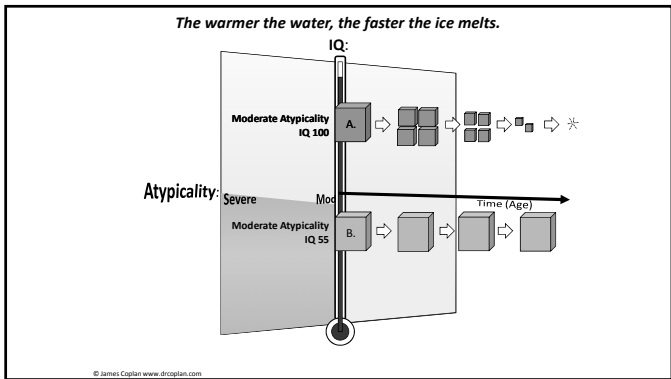 The warmer the water, the faster the ice melts.
IQ:
Moderate Atypicality
IQ 100
A.
Atypicality:
Severe
Mod
Time (Age)
Moderate Atypicality
IQ 55
B.
© James Coplan www.drcoplan.com